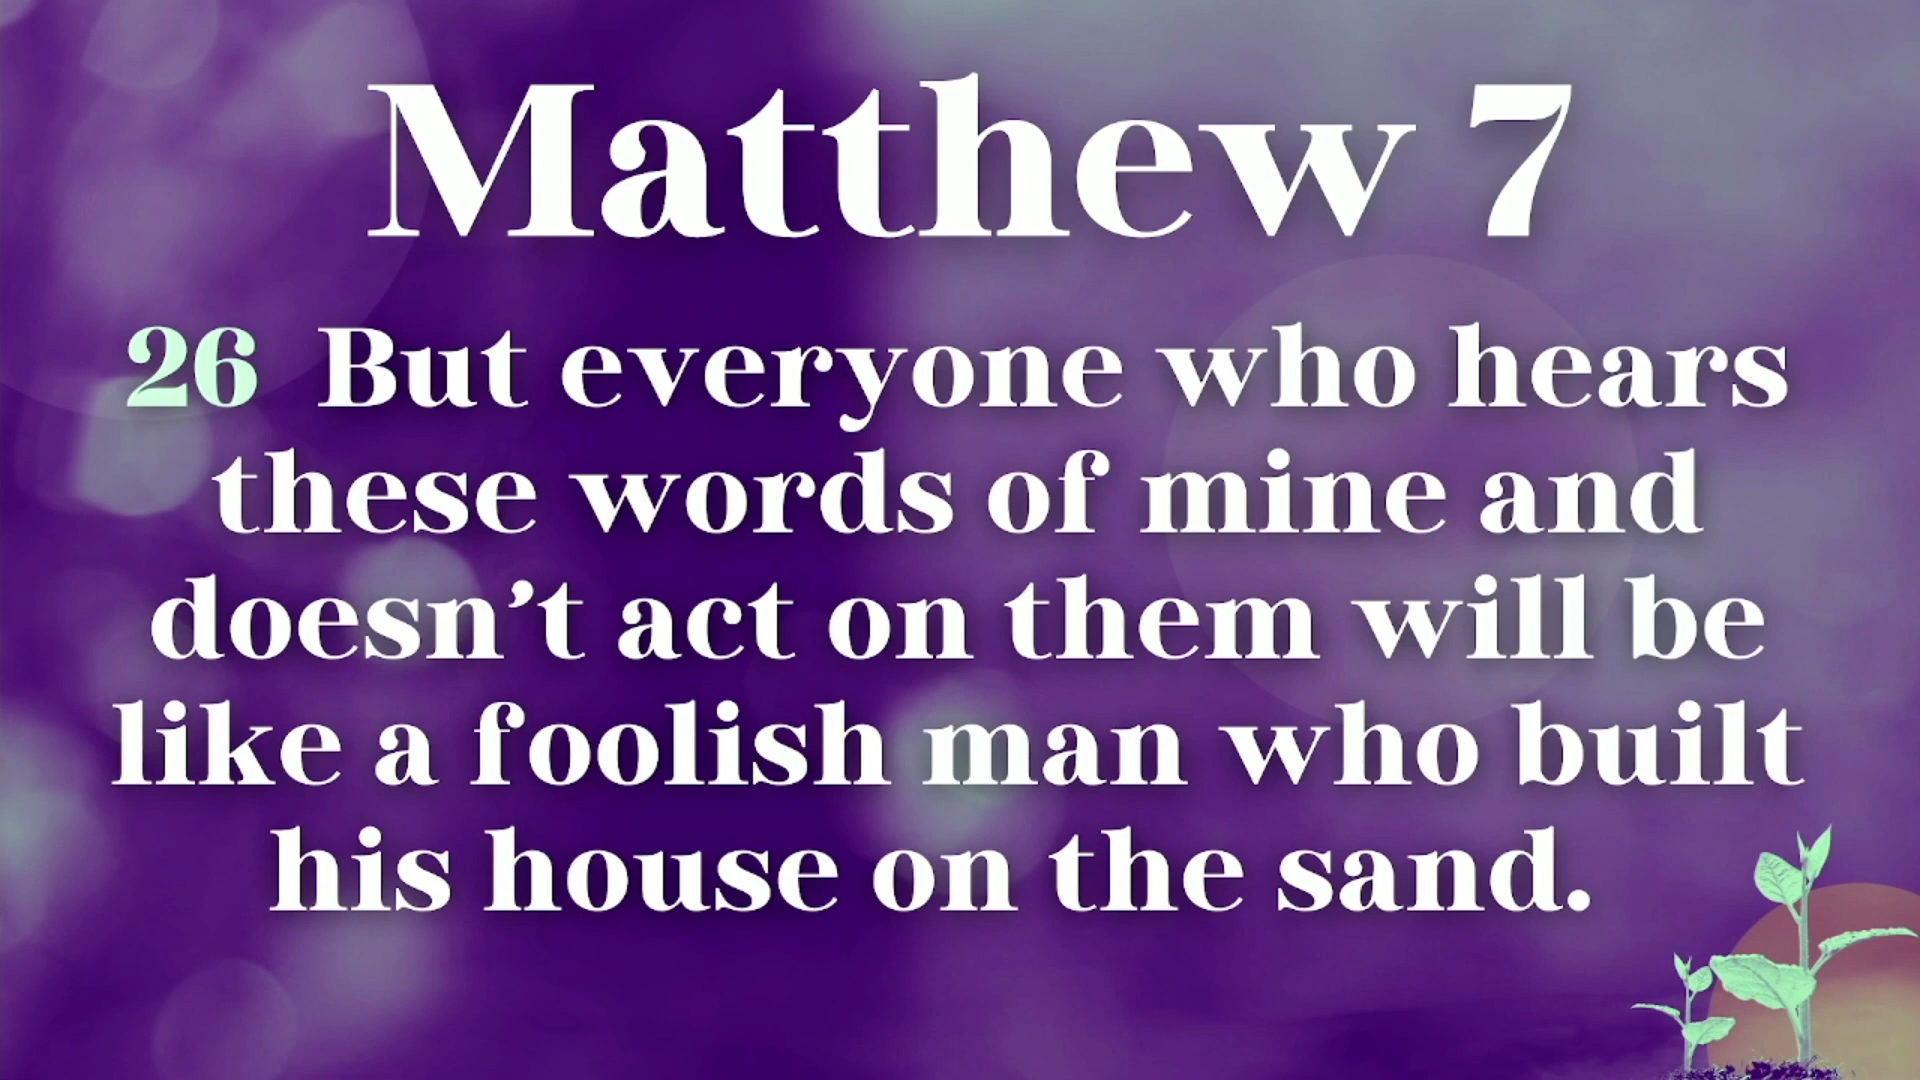 Matthew 7
26 But everyone who hears
these words of mine and
doesn’t act on them will be
like a foolish man who built
his house on the sand.